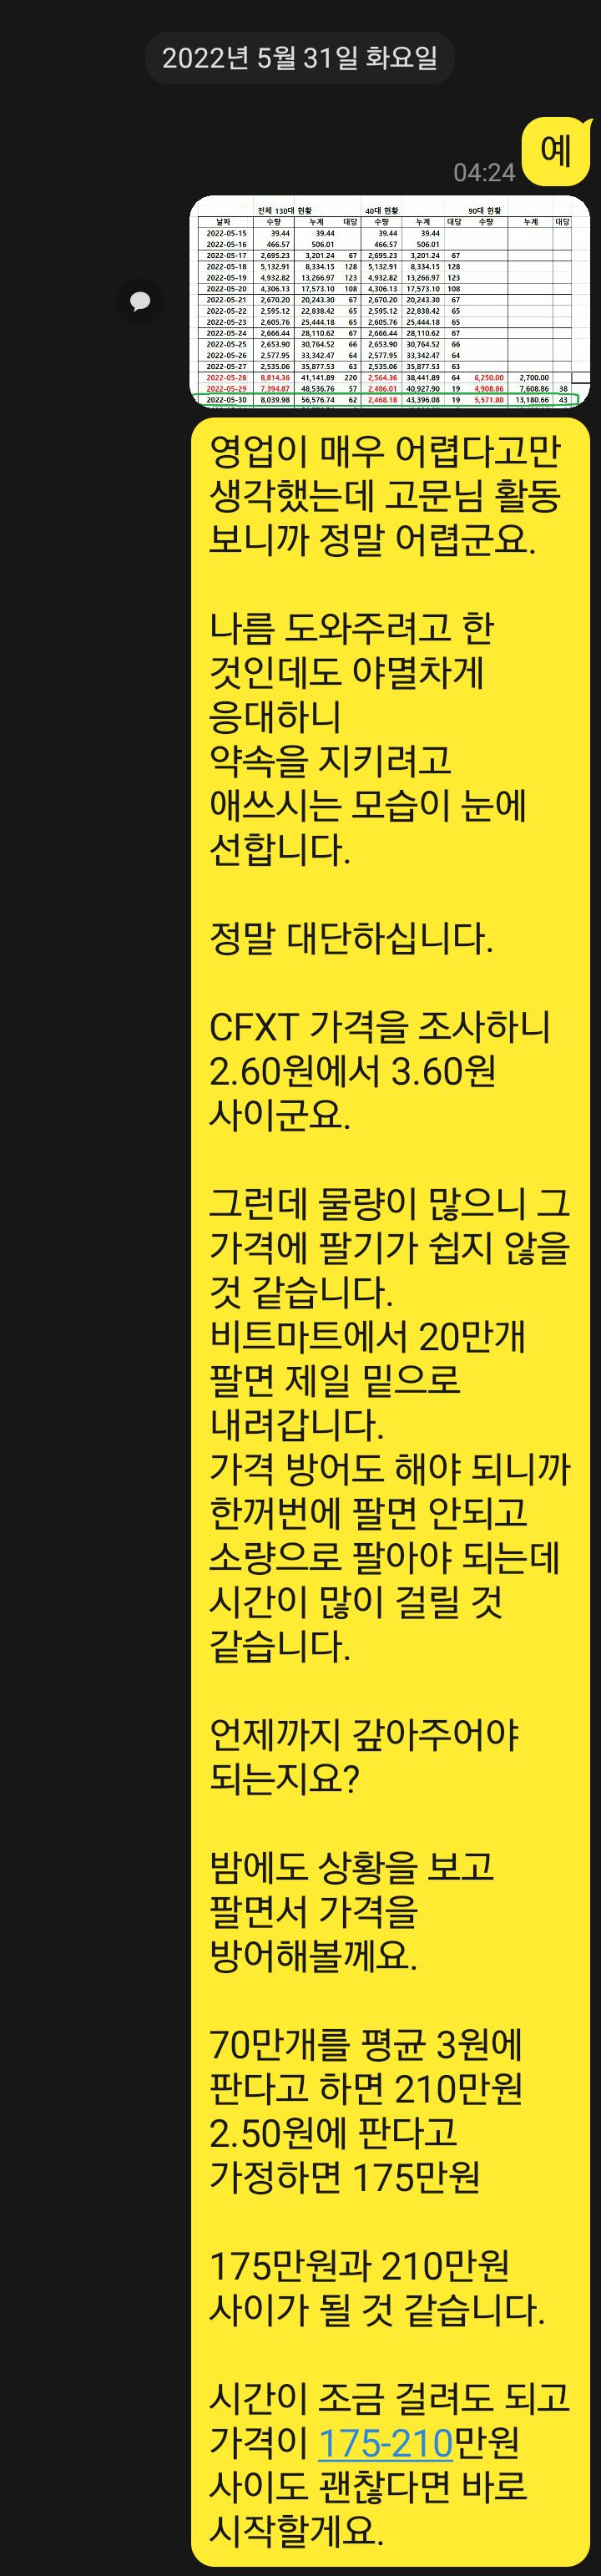 2022년 5월 31일 화요일
예
04:24
전체 130대 현황 40대 현황 90대 현황
날짜 수량 누계 대당 수량 누계 대당 수량 누계 대당
2022-05-15 39.44 39.44 39.44 39.44
2022-05-16 466.57 506.01 466.57 506.01
2022-05-17 2,695.23 3,201.24 67 2,695.23 3,201.24 67
2022-05-18 5,132.91 8,334.15 128 5,132.91 8,334.15 128
2022-05-19 4,932.82 13,266.97 123 4,932.82 13,266.97 123
2022-05-20 4,306.13 17,573.10 108 4,306.13 17,573.10 108
2022-05-21 2,670.20 20,243.30 67 2,670.20 20,243.30 67
2022-05-22 2,595.12 22,838.42 65 2,595.12 22,838.42 65
2022-05-23 2,605.76 25,444.18 65 2,605.76 25,444.18 65
2022-05-24 2,666.44 28,110.62 67 2,666.44 28,110.62 67
2022-05-25 2,653.90 30,764.52 66 2,653.90 30,764.52 66
2022-05-26 2,577.95 33,342.47 64 2,577.95 33,342.47 64
2022-05-27 2,535.06 35,877.53 63 2,535.06 35,877.53 63
2022-05-28 8,814.36 41,141.89 220 2,564.36 38,441.89 64 6,250.00 2,700.00
2022-05-29 7,394.87 48,536.76 57 2,486.01 40,927.90 19 4,908.86 7,608.86 38
2022-05-30 8,039.98 56,576.74 62 2,468.18 43,396.08 19 5,571.80 13,180.66 43
영업이 매우 어렵다고만
생각했는데 고문님 활동
보니까 정말 어렵군요.
나름 도와주려고 한
것인데도 야멸차게
응대하니
약속을 지키려고
애쓰시는 모습이 눈에
선합니다.
정말 대단하십니다.
CFXT 가격을 조사하니
2.60원에서 3.60원
사이군요.
그런데 물량이 많으니 그
가격에 팔기가 쉽지 않을
것 같습니다.
비트마트에서 20만개
팔면 제일 밑으로
내려갑니다.
가격 방어도 해야 되니까
한꺼번에 팔면 안되고
소량으로 팔아야 되는데
시간이 많이 걸릴 것
같습니다.
언제까지 갚아주어야
되는지요?
밤에도 상황을 보고
팔면서 가격을
방어해볼께요.
70만개를 평균 3원에
판다고 하면 210만원
2.50원에 판다고
가정하면 175만원
175만원과 210만원
사이가 될 것 같습니다.
시간이 조금 걸려도 되고
가격이 175-210만원
사이도 괜찮다면 바로
시작할게요.